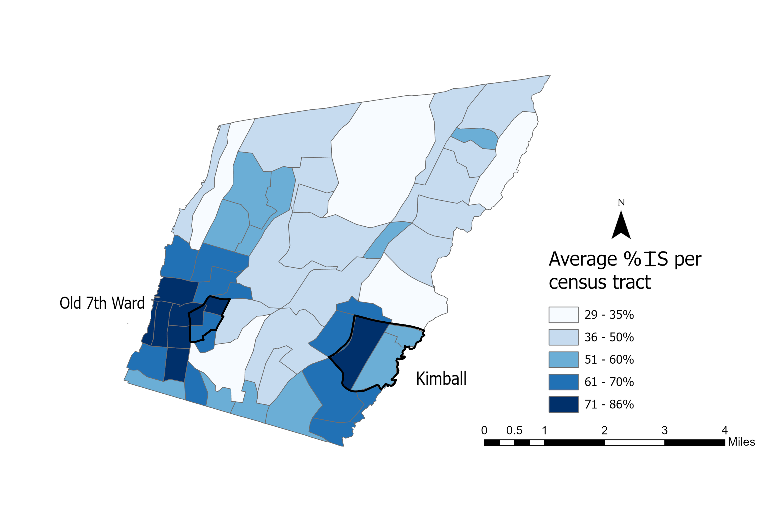 N
Average %IS per
census tract
Old 7th Ward
29 - 35%
36 - 50%
51 - 60%
61 - 70%
71 - 86%
Kimball
0 0.5 1 2 3 4
Miles